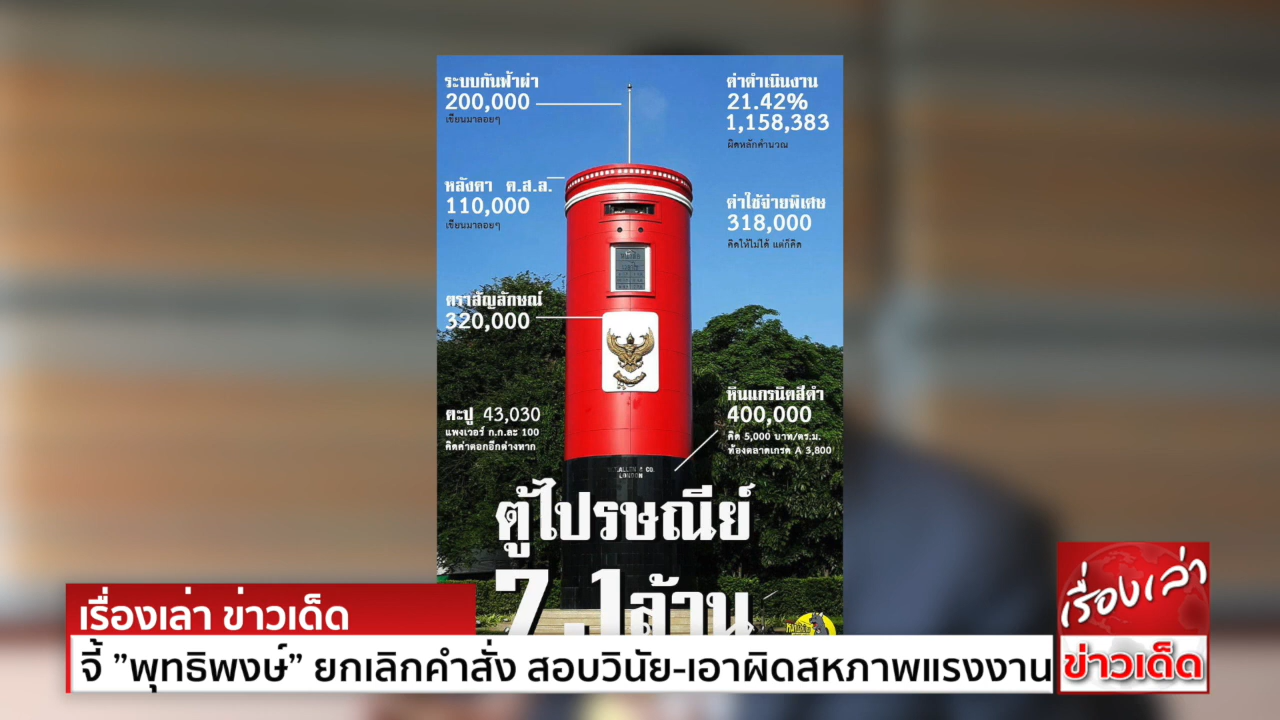 ระบบกันฟ้าผ่า
200,000
เขียนมาลอยๆ
ค่าดำเนินงาน
21.42%
1,158,383
ผิดหลักคำนวณ
หลังคา ค.ส.ล.
110,000
เขียนมาลอยๆ
ค่าใช้จ่ายพิเศษ
318,000
คิดให้ไม่ได้ แต่ก็คิด
ตราสัญลักษณ์
320,000
ตะปู 43,030
แพงเวอร์ ก.ก.ละ 100
คิดค่าตอกอีกต่างหาก
หินแกรนิตสีดำ
400,000
คิด 5,000 บาท/ตร.ม.
ท้องตลาดเกรด A 3,800
LONDON
ตู้ไปรษณีย์
7.1ล้าน
เรื่องเล่า ข่าวเด็ด
จี้ ”พุทธิพงษ์” ยกเลิกคำสั่ง สอบวินัย-เอาผิดสหภาพแรงงาน
เรื่องเล่า
ข่าวเด็ด